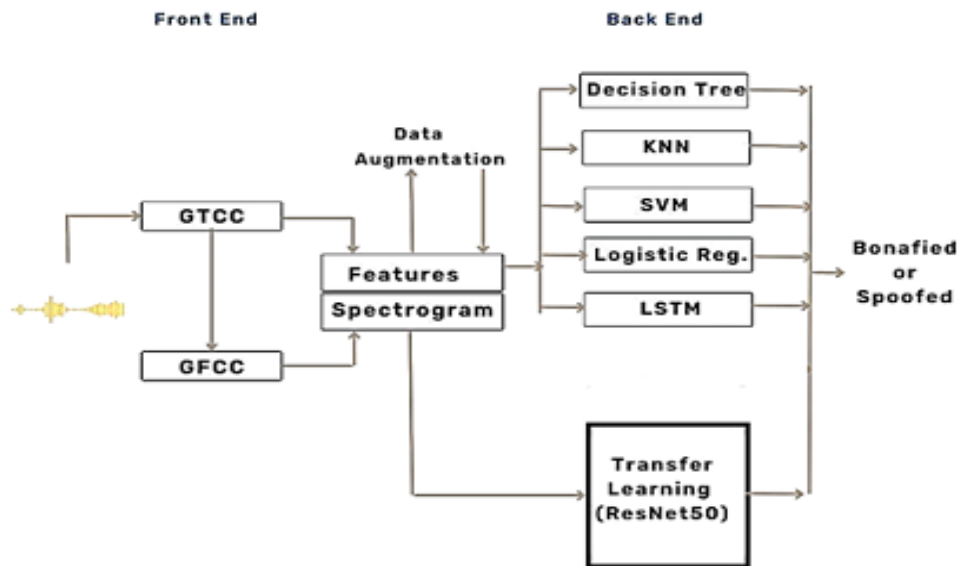 Front End
Back End
Decision Tree
Data
Augmentation
KNN
SVM
GTCC
Logistic Reg.
Bonafied
or
Spoofed
Features
Spectrogram
LSTM
GFCC
Transfer
Learning
(ResNet50)